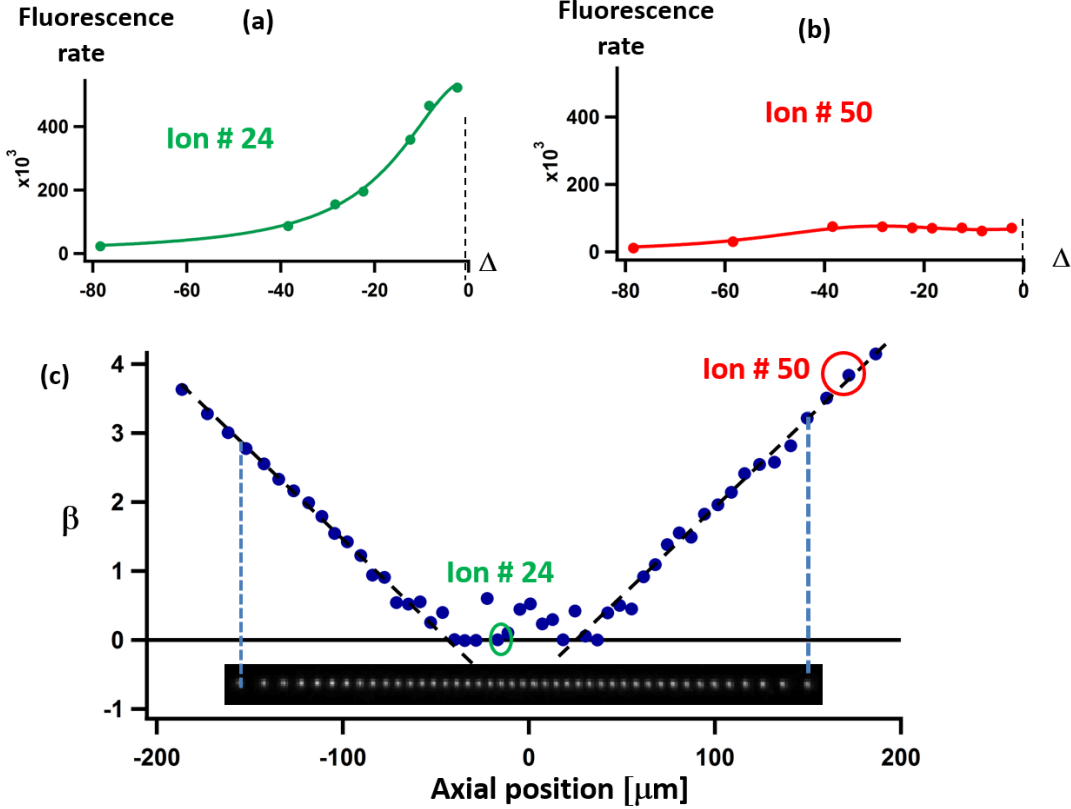 Fluorescence
rate
(a)
x10³
400
200
0
Ion # 24
-80 -60 -40 -20 0
Δ
Fluorescence
rate
(b)
x10³
400
200
0
Ion # 50
-80 -60 -40 -20 0
Δ
(c)
β
4
3
2
1
0
-1
Ion # 50
Ion # 24
-200 -100 0 100 200
Axial position [μm]